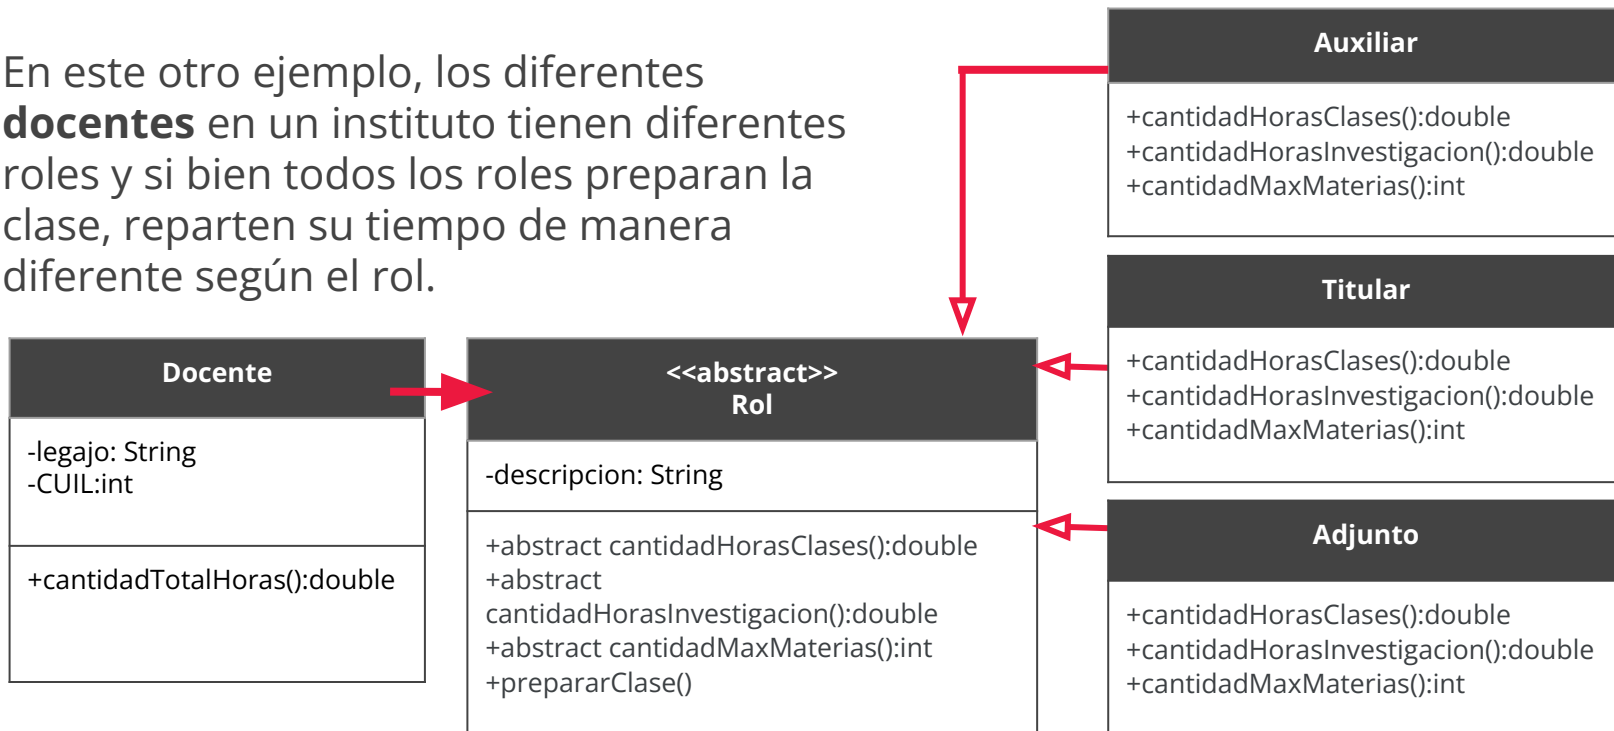 En este otro ejemplo, los diferentes
docentes en un instituto tienen diferentes
roles y si bien todos los roles preparan la
clase, reparten su tiempo de manera
diferente según el rol.
Docente
-legajo: String
-CUIL:int
+cantidadTotalHoras():double
<<abstract>>
Rol
-descripcion: String
+abstract cantidadHorasClases():double
+abstract
cantidadHorasInvestigacion():double
+abstract cantidadMaxMaterias():int
+prepararClase()
Auxiliar
+cantidadHorasClases():double
+cantidadHorasInvestigacion():double
+cantidadMaxMaterias():int
Titular
+cantidadHorasClases():double
+cantidadHorasInvestigacion():double
+cantidadMaxMaterias():int
Adjunto
+cantidadHorasClases():double
+cantidadHorasInvestigacion():double
+cantidadMaxMaterias():int